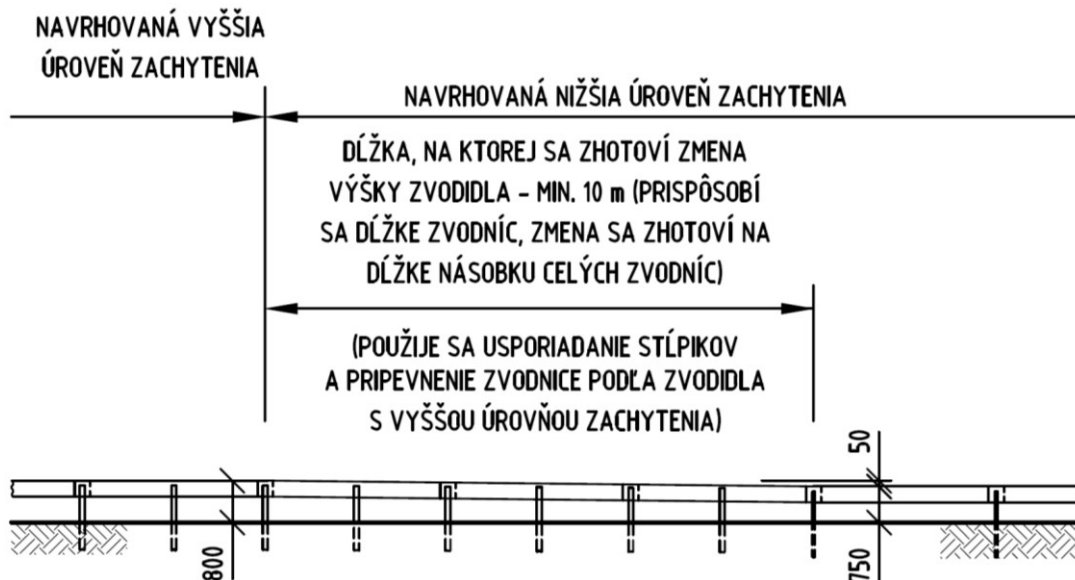 NAVRHOVANÁ VYŠŠIA
ÚROVEŇ ZACHYTENIA
NAVRHOVANÁ NIŽŠIA ÚROVEŇ ZACHYTENIA
DĹŽKA, NA KTOREJ SA ZHOTOVÍ ZMENA
VÝŠKY ZVODIDLA - MIN. 10 m (PRISPÔSOBÍ
SA DĹŽKE ZVODNÍC, ZMENA SA ZHOTOVÍ NA
DĹŽKE NÁSOBKU CELÝCH ZVODNÍC)
(POUŽIJE SA USPORIADANIE STĹPIKOV
A PRIPEVNENIE ZVODNICE PODĽA ZVODIDLA
S VYŠŠOU ÚROVŇOU ZACHYTENIA)
50
800
750